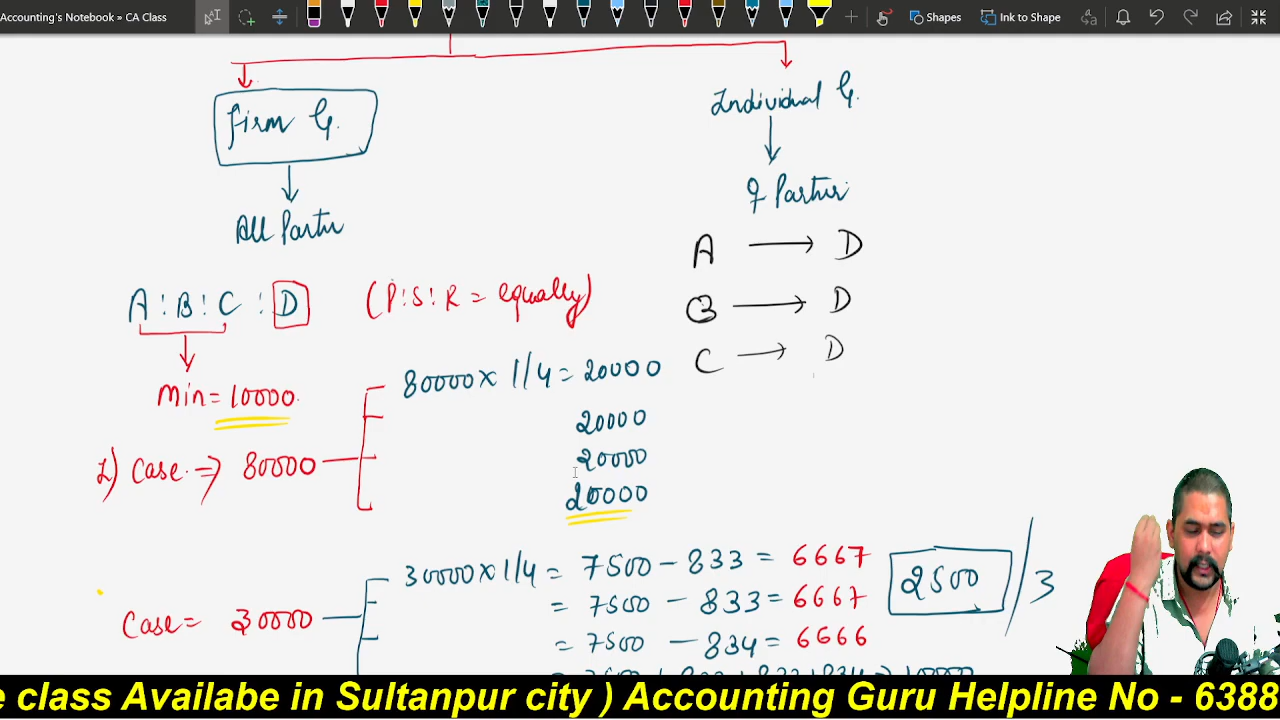 Accounting's Notebook » CA Class
Shapes
Ink to Shape
Firm G.
All Partn
Individual G.
of Partner
A → D
B → D
C → D
A : B : C : D (P:S:R = equally)
Min = 10000
1) Case ⇒ 80000
80000 x 1/4 = 20000
20000
20000
20000
Case = 30000
30000 x 1/4 = 7500 - 833 = 6667
= 7500 - 833 = 6667
= 7500 - 834 = 6666
2500 / 3
e class Availabe in Sultanpur city ) Accounting Guru Helpline No - 6388